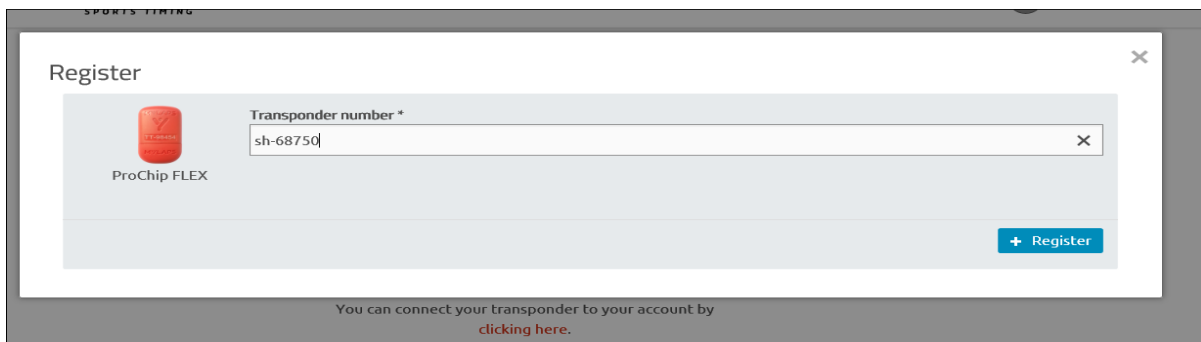 SPORTS TIMING
Register
Transponder number *
sh-68750
ProChip FLEX
Register
You can connect your transponder to your account by
clicking here.